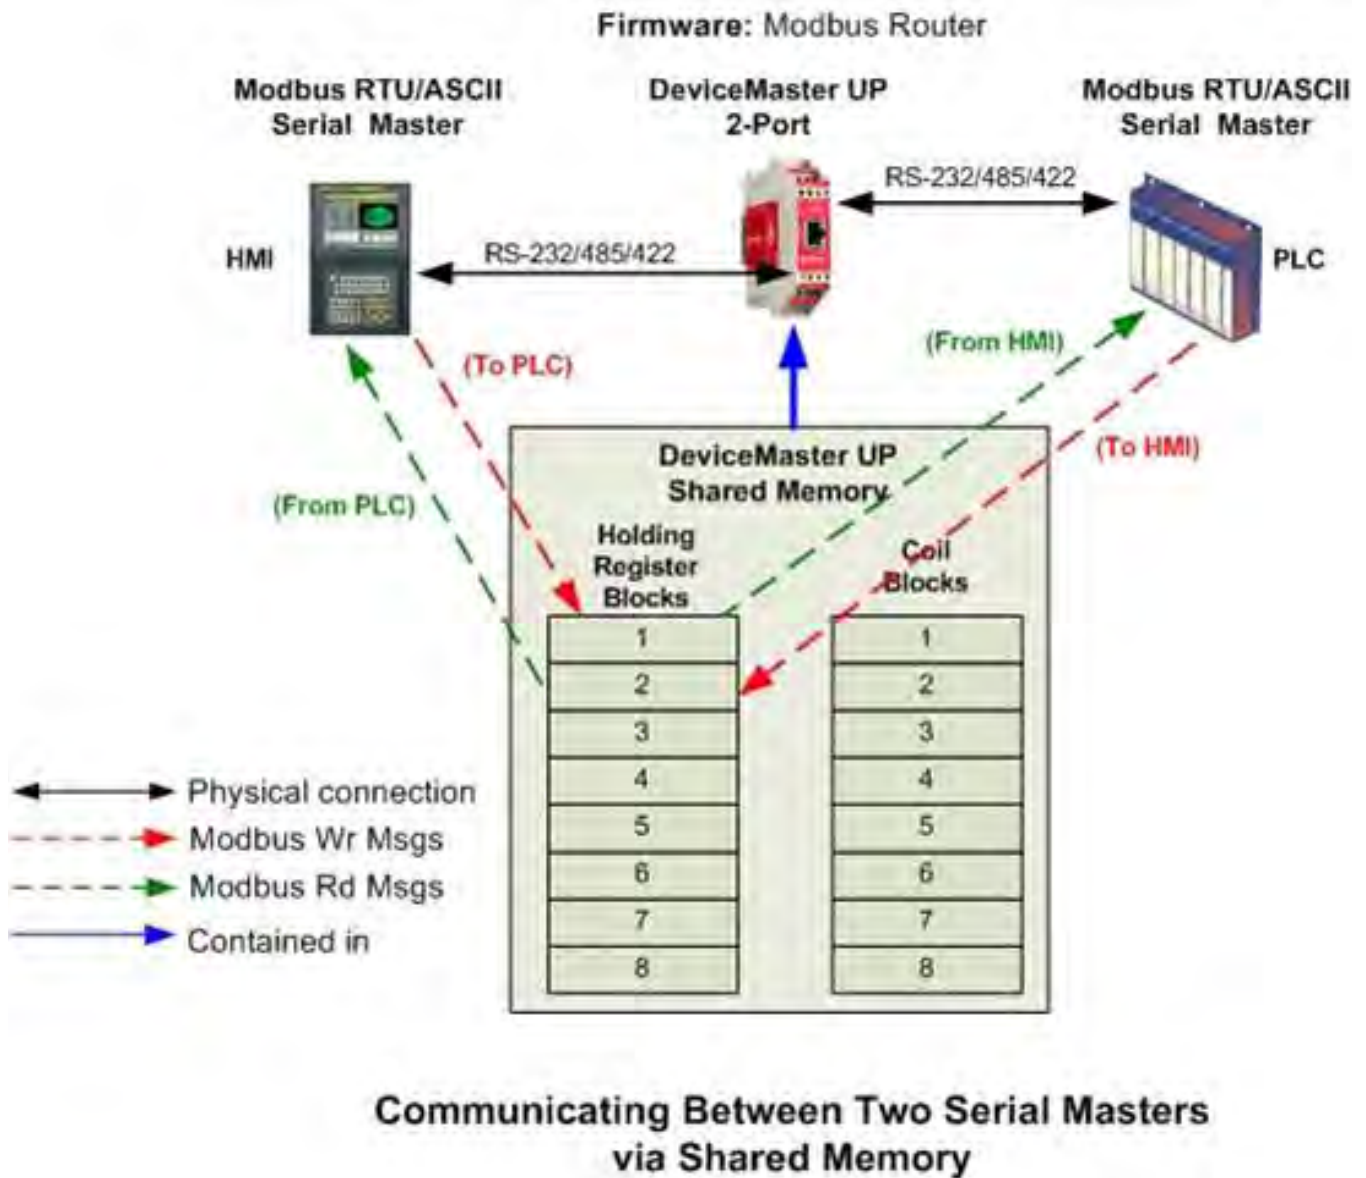 Firmware: Modbus Router
Modbus RTU/ASCII
Serial Master
DeviceMaster UP
2-Port
Modbus RTU/ASCII
Serial Master
RS-232/485/422
HMI
RS-232/485/422
PLC
(To PLC)
(From HMI)
(To HMI)
(From PLC)
DeviceMaster UP
Shared Memory
Holding
Register
Blocks
Coil
Blocks
1
2
3
4
5
6
7
8
1
2
3
4
5
6
7
8
Physical connection
Modbus Wr Msgs
Modbus Rd Msgs
Contained in
Communicating Between Two Serial Masters
via Shared Memory